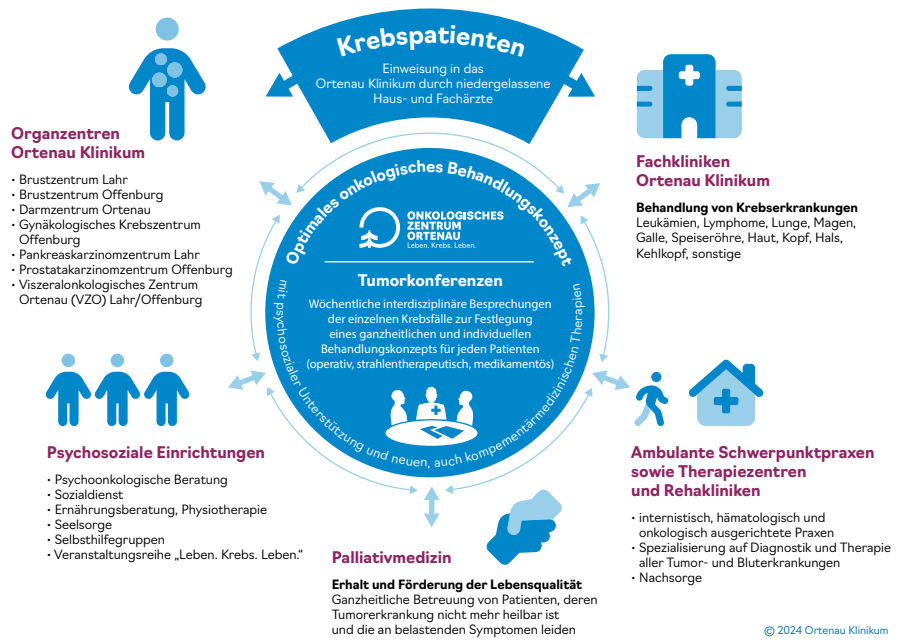 Krebspatienten
Einweisung in das
Ortenau Klinikum durch niedergelassene
Haus- und Fachärzte
Organzentren
Ortenau Klinikum
• Brustzentrum Lahr
• Brustzentrum Offenburg
• Darmzentrum Ortenau
• Gynäkologisches Krebszentrum
Offenburg
• Pankreaskarzinomzentrum Lahr
• Prostatakarzinomzentrum Offenburg
• Viszeralonkologisches Zentrum
Ortenau (VZO) Lahr/Offenburg
Fachkliniken
Ortenau Klinikum
Behandlung von Krebserkrankungen
Leukämien, Lymphome, Lunge, Magen,
Galle, Speiseröhre, Haut, Kopf, Hals,
Kehlkopf, sonstige
Optimales onkologisches Behandlungskonzept
ONKOLOGISCHES
ZENTRUM
ORTENAU
Leben. Krebs. Leben.
Tumorkonferenzen
Wöchentliche interdisziplinäre Besprechungen
der einzelnen Krebsfälle zur Festlegung
eines ganzheitlichen und individuellen
Behandlungskonzepts für jeden Patienten
(operativ, strahlentherapeutisch, medikamentös)
mit psychosozialer Unterstützung und neuen, auch kompementärmedizinischen Therapien
Psychosoziale Einrichtungen
• Psychoonkologische Beratung
• Sozialdienst
• Ernährungsberatung, Physiotherapie
• Seelsorge
• Selbsthilfegruppen
• Veranstaltungsreihe „Leben. Krebs. Leben.“
Palliativmedizin
Erhalt und Förderung der Lebensqualität
Ganzheitliche Betreuung von Patienten, deren
Tumorerkrankung nicht mehr heilbar ist
und die an belastenden Symptomen leiden
Ambulante Schwerpunktpraxen
sowie Therapiezentren
und Rehakliniken
• internistisch, hämatologisch und
onkologisch ausgerichtete Praxen
• Spezialisierung auf Diagnostik und Therapie
aller Tumor- und Bluterkrankungen
• Nachsorge
© 2024 Ortenau Klinikum